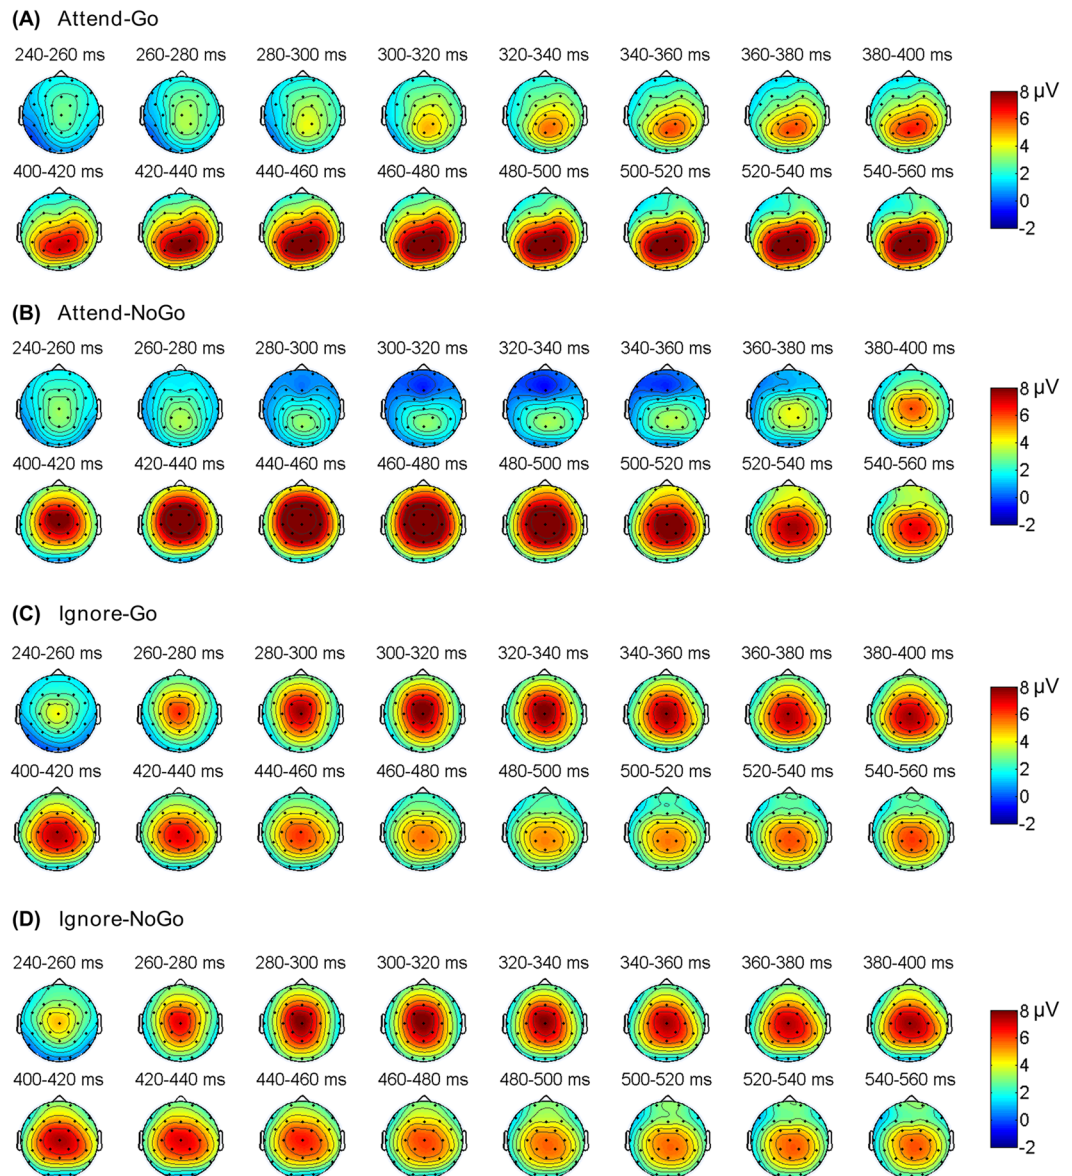 (A) Attend-Go
240-260 ms 260-280 ms 280-300 ms 300-320 ms 320-340 ms 340-360 ms 360-380 ms 380-400 ms
8 µV
6
4
2
0
-2
400-420 ms 420-440 ms 440-460 ms 460-480 ms 480-500 ms 500-520 ms 520-540 ms 540-560 ms
(B) Attend-NoGo
240-260 ms 260-280 ms 280-300 ms 300-320 ms 320-340 ms 340-360 ms 360-380 ms 380-400 ms
8 µV
6
4
2
0
-2
400-420 ms 420-440 ms 440-460 ms 460-480 ms 480-500 ms 500-520 ms 520-540 ms 540-560 ms
(C) Ignore-Go
240-260 ms 260-280 ms 280-300 ms 300-320 ms 320-340 ms 340-360 ms 360-380 ms 380-400 ms
8 µV
6
4
2
0
-2
400-420 ms 420-440 ms 440-460 ms 460-480 ms 480-500 ms 500-520 ms 520-540 ms 540-560 ms
(D) Ignore-NoGo
240-260 ms 260-280 ms 280-300 ms 300-320 ms 320-340 ms 340-360 ms 360-380 ms 380-400 ms
8 µV
6
4
2
0
-2
400-420 ms 420-440 ms 440-460 ms 460-480 ms 480-500 ms 500-520 ms 520-540 ms 540-560 ms